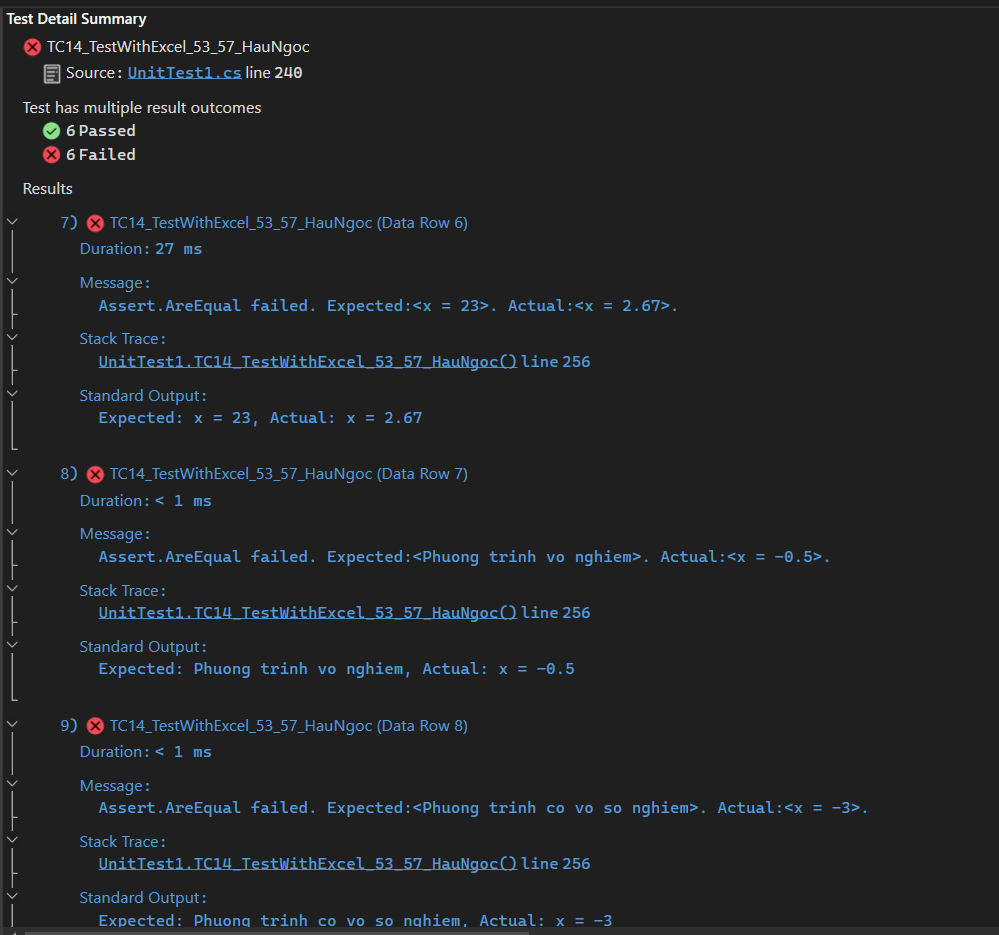 Test Detail Summary
TC14_TestWithExcel_53_57_HauNgoc
Source: UnitTest1.cs line 240
Test has multiple result outcomes
6 Passed
6 Failed
Results
7) TC14_TestWithExcel_53_57_HauNgoc (Data Row 6)
Duration: 27 ms
Message:
Assert.AreEqual failed. Expected:<x = 23>. Actual:<x = 2.67>.
Stack Trace:
UnitTest1.TC14_TestWithExcel_53_57_HauNgoc() line 256
Standard Output:
Expected: x = 23, Actual: x = 2.67
8) TC14_TestWithExcel_53_57_HauNgoc (Data Row 7)
Duration: < 1 ms
Message:
Assert.AreEqual failed. Expected:<Phuong trinh vo nghiem>. Actual:<x = -0.5>.
Stack Trace:
UnitTest1.TC14_TestWithExcel_53_57_HauNgoc() line 256
Standard Output:
Expected: Phuong trinh vo nghiem, Actual: x = -0.5
9) TC14_TestWithExcel_53_57_HauNgoc (Data Row 8)
Duration: < 1 ms
Message:
Assert.AreEqual failed. Expected:<Phuong trinh co vo so nghiem>. Actual:<x = -3>.
Stack Trace:
UnitTest1.TC14_TestWithExcel_53_57_HauNgoc() line 256
Standard Output:
Expected: Phuong trinh co vo so nghiem, Actual: x = -3